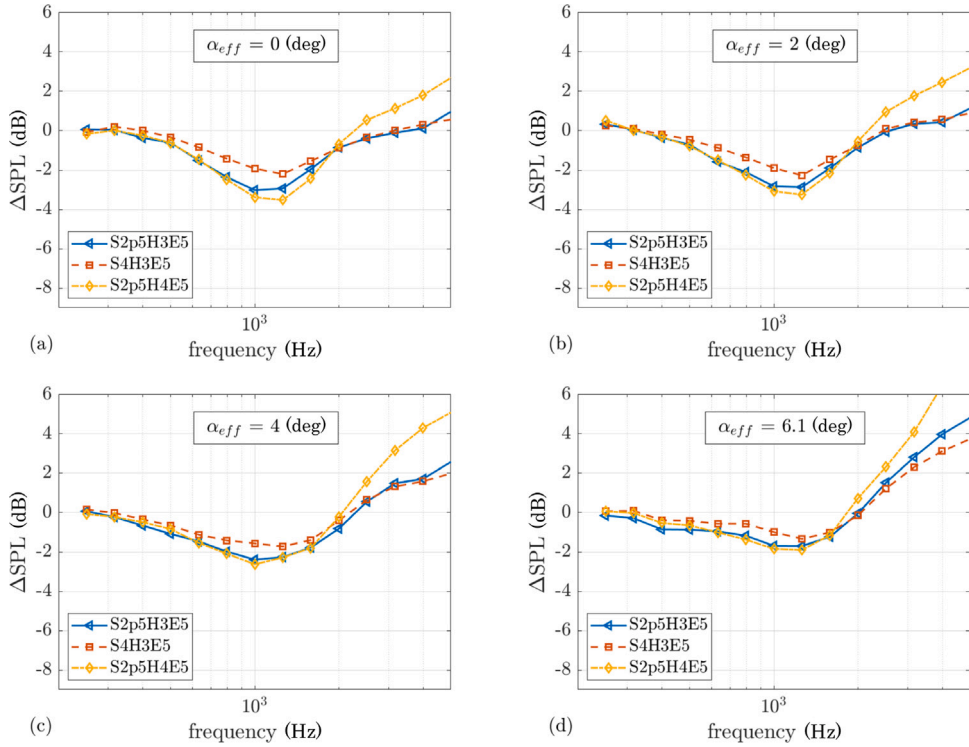 6
4
2
0
-2
-4
-6
-8
ΔSPL (dB)
α_eff = 0 (deg)
S2p5H3E5
S4H3E5
S2p5H4E5
10^3
(a)
frequency (Hz)
6
4
2
0
-2
-4
-6
-8
ΔSPL (dB)
α_eff = 2 (deg)
S2p5H3E5
S4H3E5
S2p5H4E5
10^3
(b)
frequency (Hz)
6
4
2
0
-2
-4
-6
-8
ΔSPL (dB)
α_eff = 4 (deg)
S2p5H3E5
S4H3E5
S2p5H4E5
10^3
(c)
frequency (Hz)
6
4
2
0
-2
-4
-6
-8
ΔSPL (dB)
α_eff = 6.1 (deg)
S2p5H3E5
S4H3E5
S2p5H4E5
10^3
(d)
frequency (Hz)